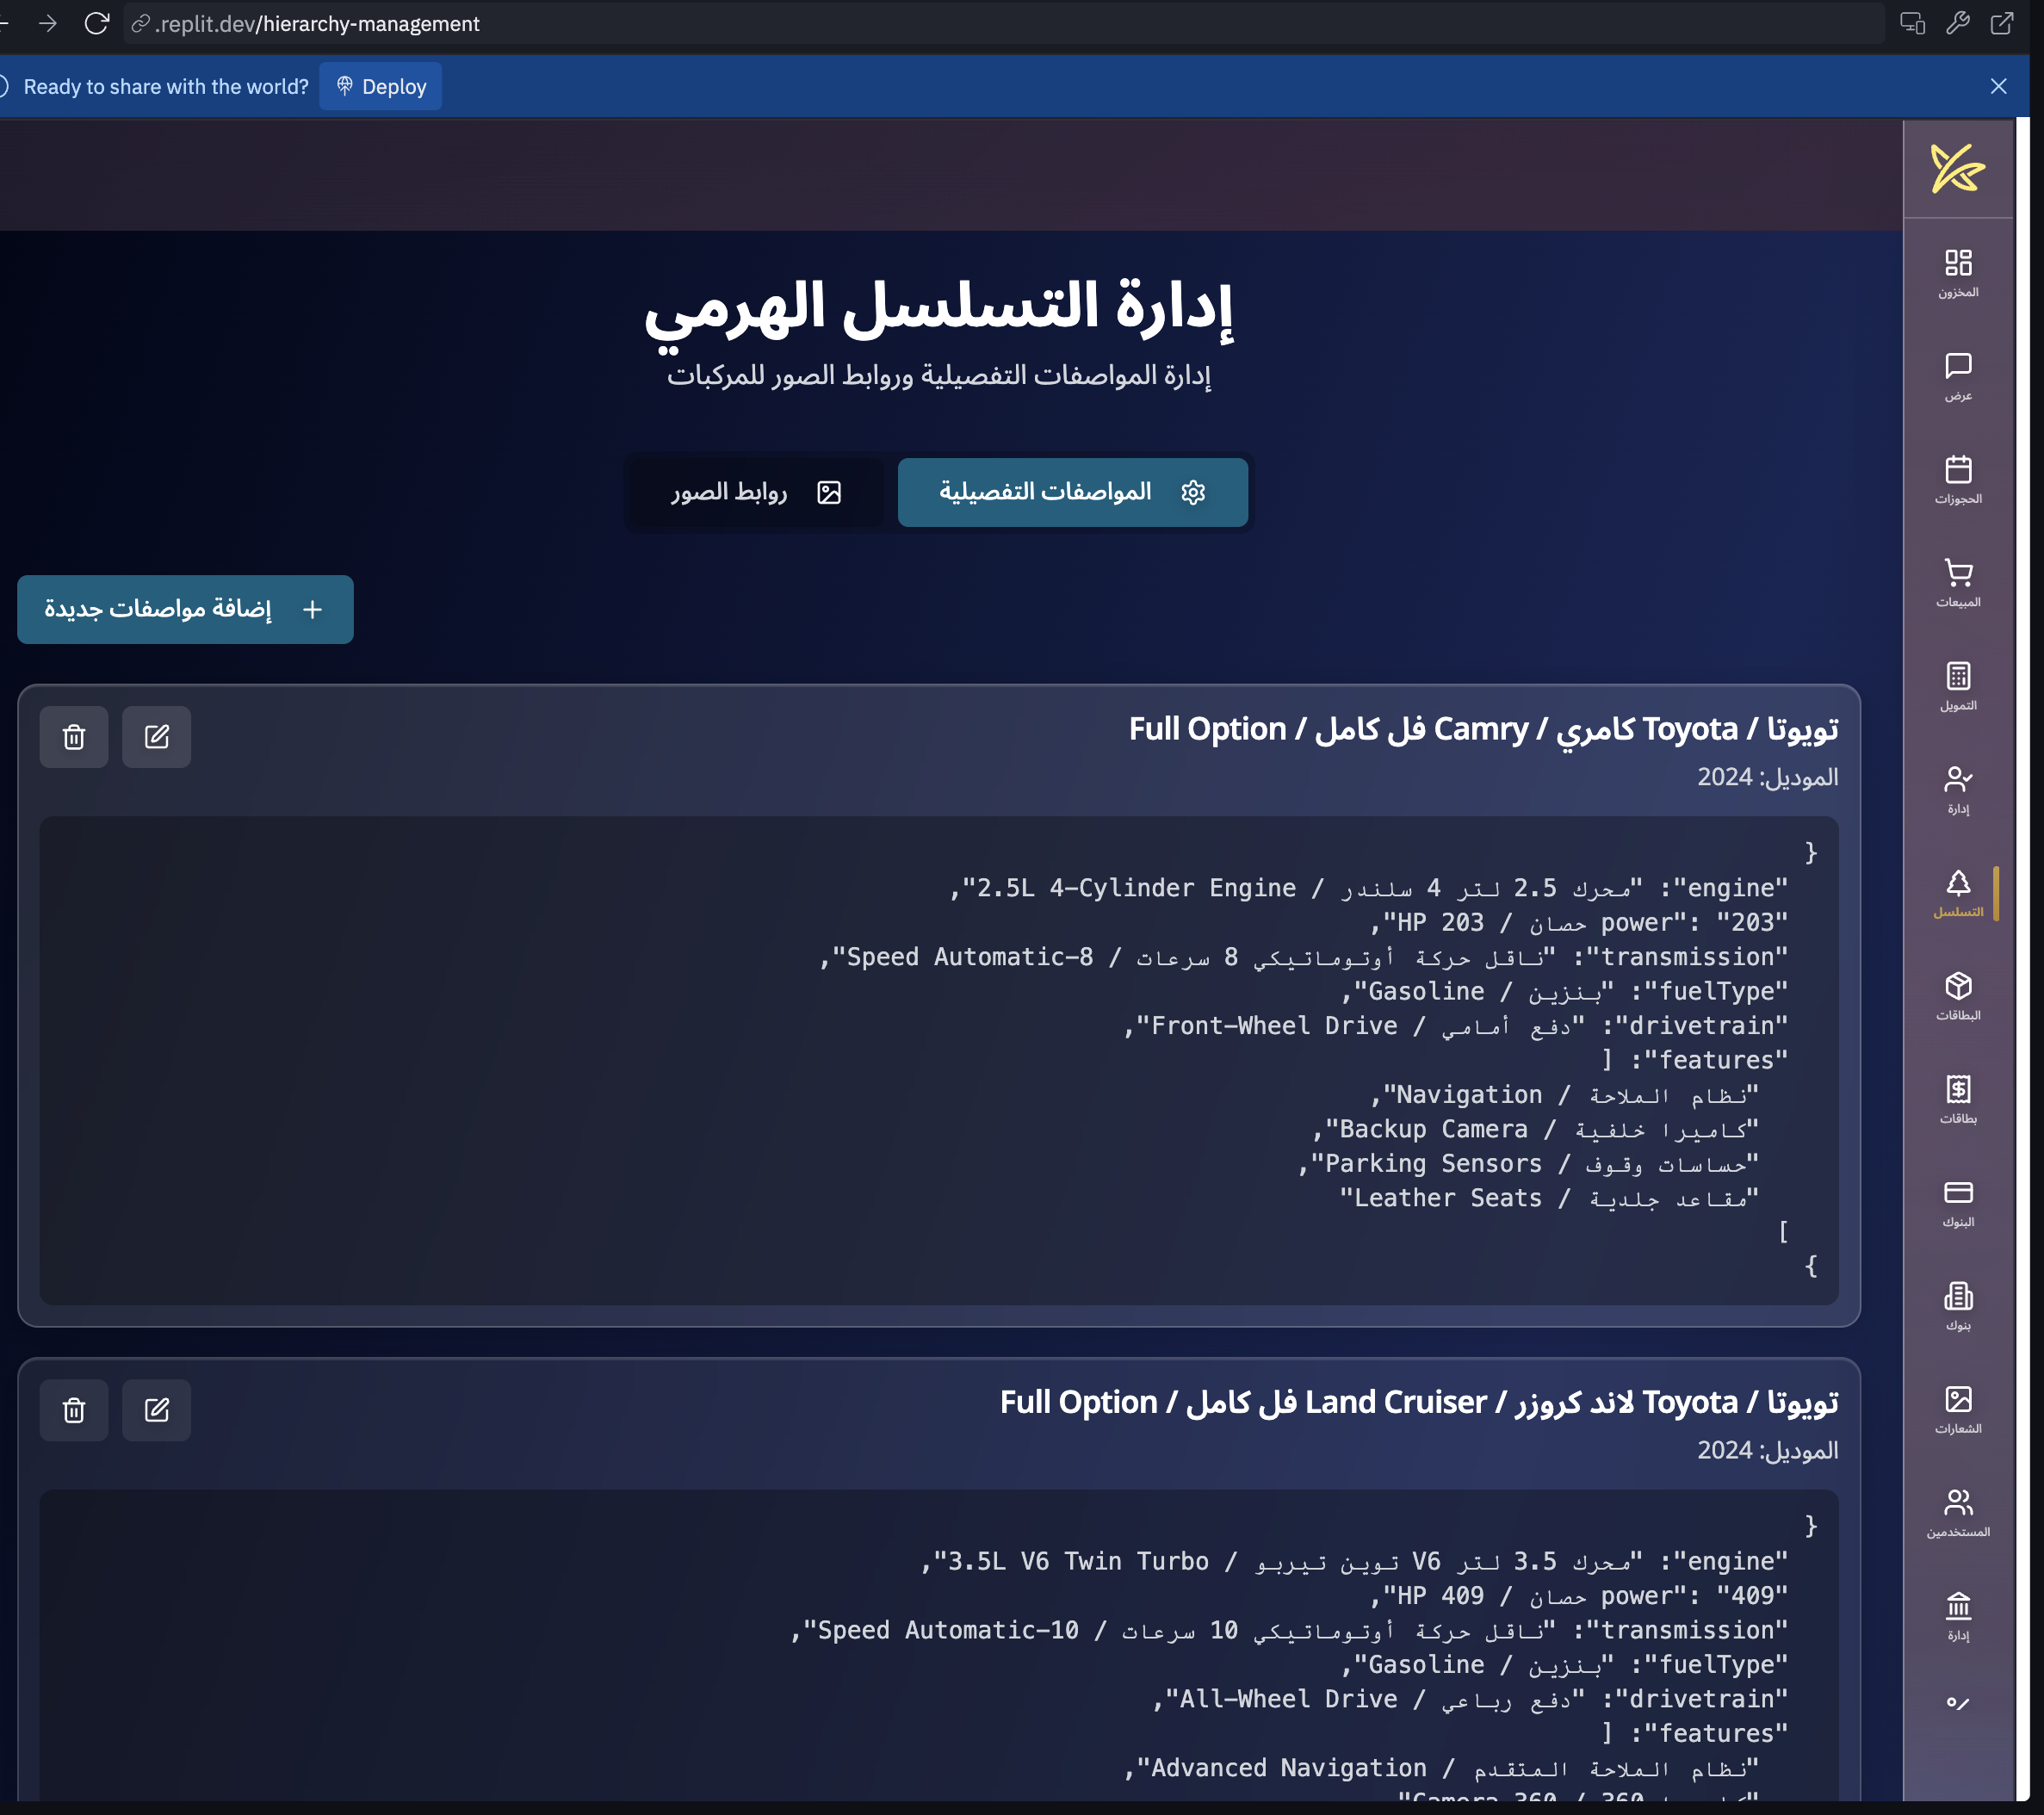 .replit.dev/hierarchy-management
Ready to share with the world?
Deploy
المخزون
عرض
الحجوزات
المبيعات
التمويل
إدارة
التسلسل
البطاقات
بطاقات
البنوك
بنوك
الشعارات
المستخدمين
إدارة
إدارة التسلسل الهرمي
إدارة المواصفات التفصيلية وروابط الصور للمركبات
المواصفات التفصيلية
روابط الصور
إضافة مواصفات جديدة
تويوتا / Toyota كامري / Camry فل كامل / Full Option
الموديل: 2024
{
"engine": "محرك 2.5 لتر 4 سلندر / 2.5L 4-Cylinder Engine",
"power": "203 حصان / 203 HP",
"transmission": "ناقل حركة أوتوماتيكي 8 سرعات / 8-Speed Automatic",
"fuelType": "بنزين / Gasoline",
"drivetrain": "دفع أمامي / Front-Wheel Drive",
"features": [
"نظام الملاحة / Navigation",
"كاميرا خلفية / Backup Camera",
"حساسات وقوف / Parking Sensors",
"مقاعد جلدية / Leather Seats"
]
}
تويوتا / Toyota لاند كروزر / Land Cruiser فل كامل / Full Option
الموديل: 2024
{
"engine": "محرك 3.5 لتر V6 توين تيربو / 3.5L V6 Twin Turbo",
"power": "409 حصان / 409 HP",
"transmission": "ناقل حركة أوتوماتيكي 10 سرعات / 10-Speed Automatic",
"fuelType": "بنزين / Gasoline",
"drivetrain": "دفع رباعي / All-Wheel Drive",
"features": [
"نظام الملاحة المتقدم / Advanced Navigation",